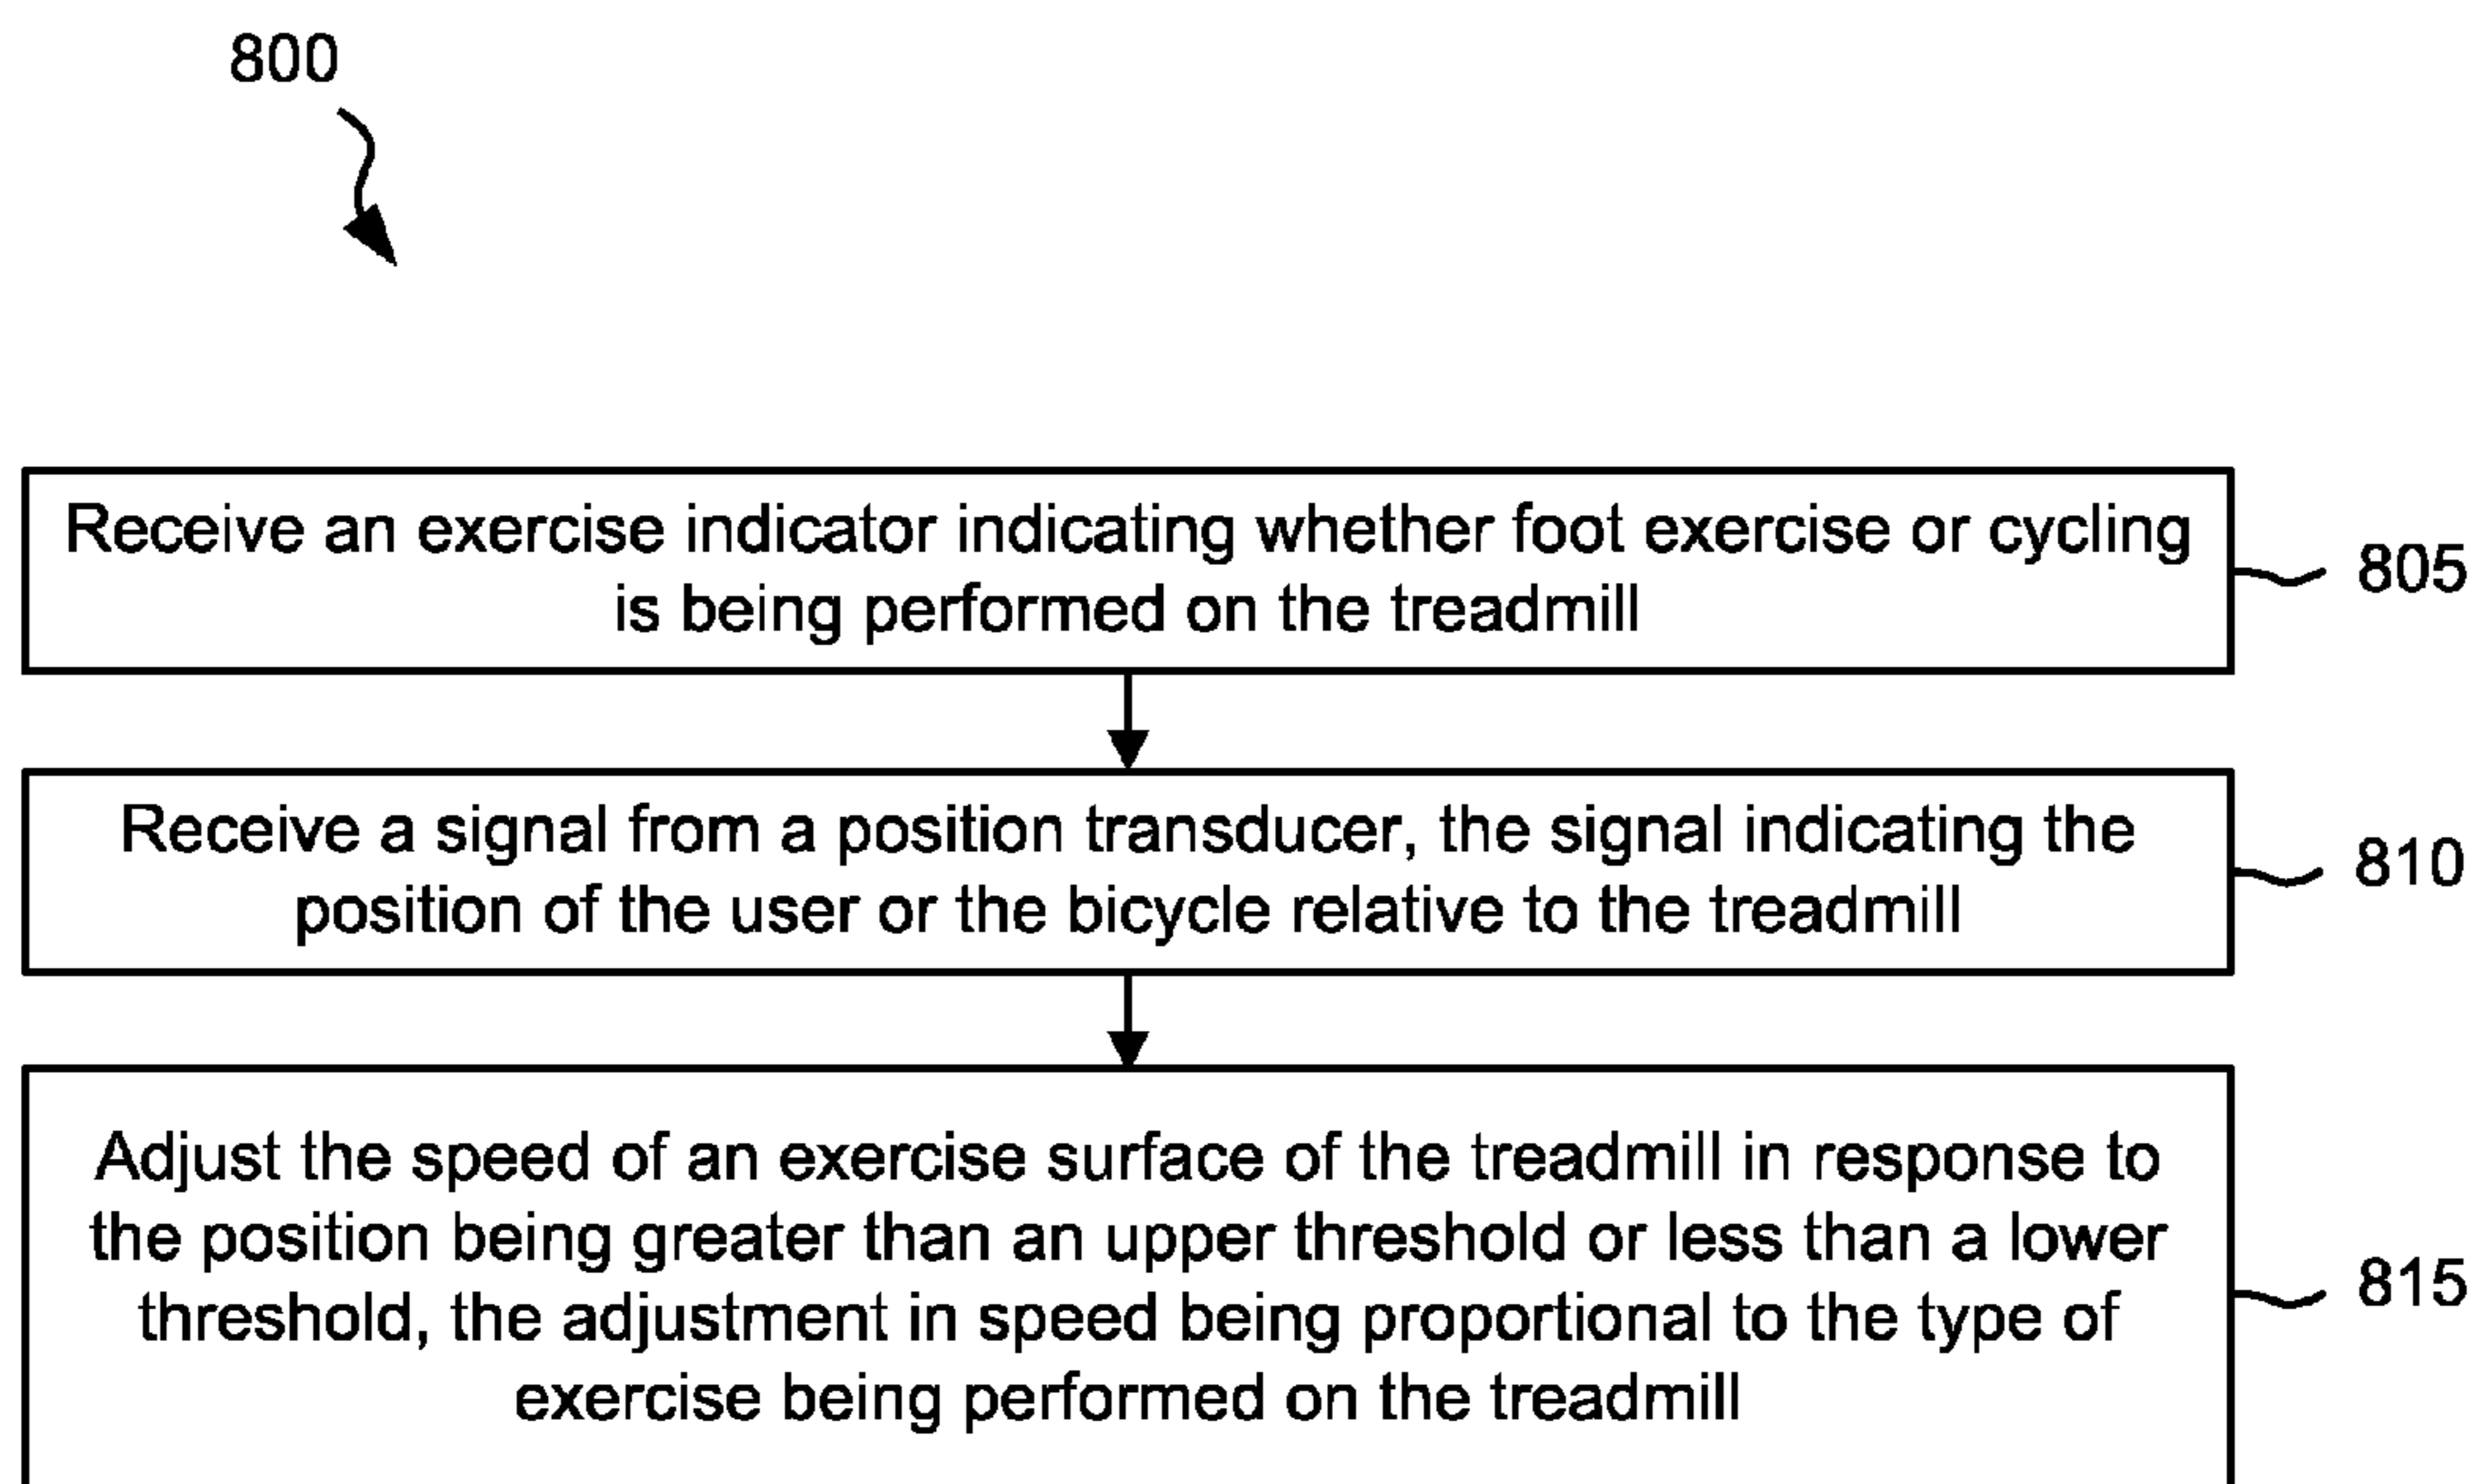 800
Receive an exercise indicator indicating whether foot exercise or cycling
is being performed on the treadmill
805
Receive a signal from a position transducer, the signal indicating the
position of the user or the bicycle relative to the treadmill
810
Adjust the speed of an exercise surface of the treadmill in response to
the position being greater than an upper threshold or less than a lower
threshold, the adjustment in speed being proportional to the type of
exercise being performed on the treadmill
815